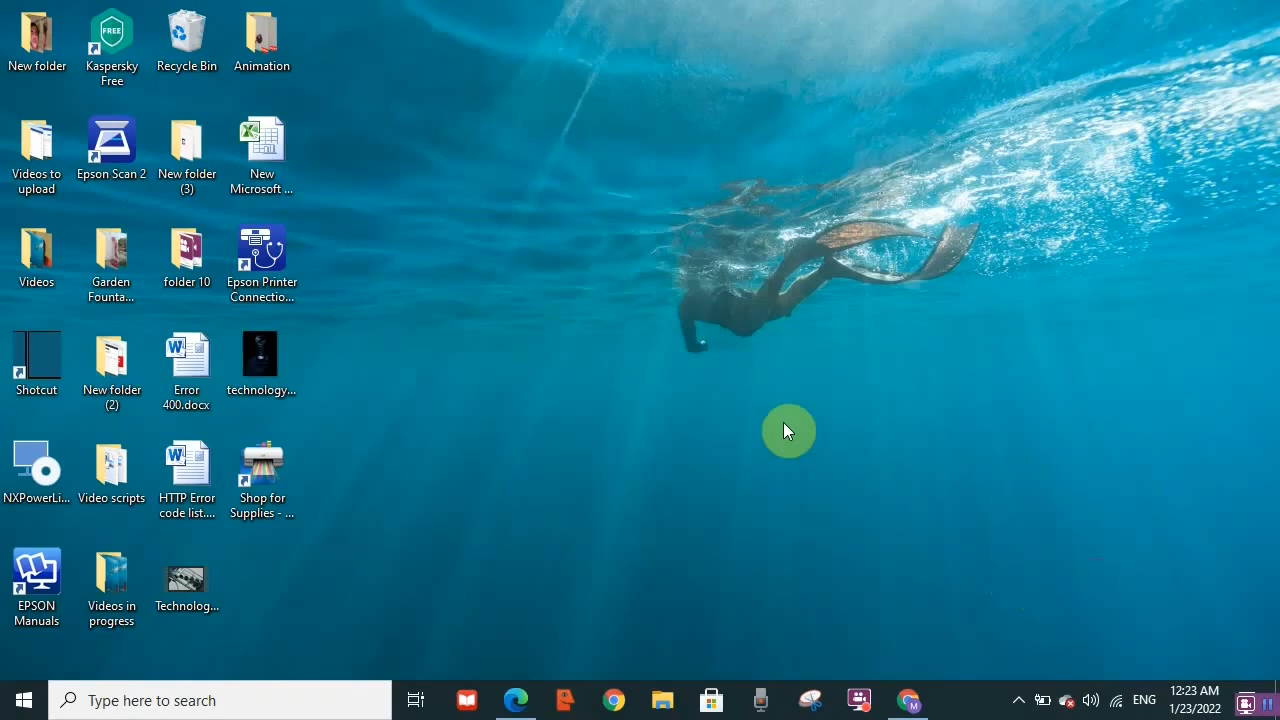 New folder
Kaspersky
Free
Recycle Bin
Animation
Videos to
upload
Epson Scan 2
New folder
(3)
New
Microsoft ...
Videos
Garden
Founta...
folder 10
Epson Printer
Connectio...
Shotcut
New folder
(2)
Error
400.docx
technology...
NXPowerLi...
Video scripts
HTTP Error
code list....
Shop for
Supplies - ...
EPSON
Manuals
Videos in
progress
Technolog...
FREE
Type here to search
M
ENG
12:23 AM
1/23/2022